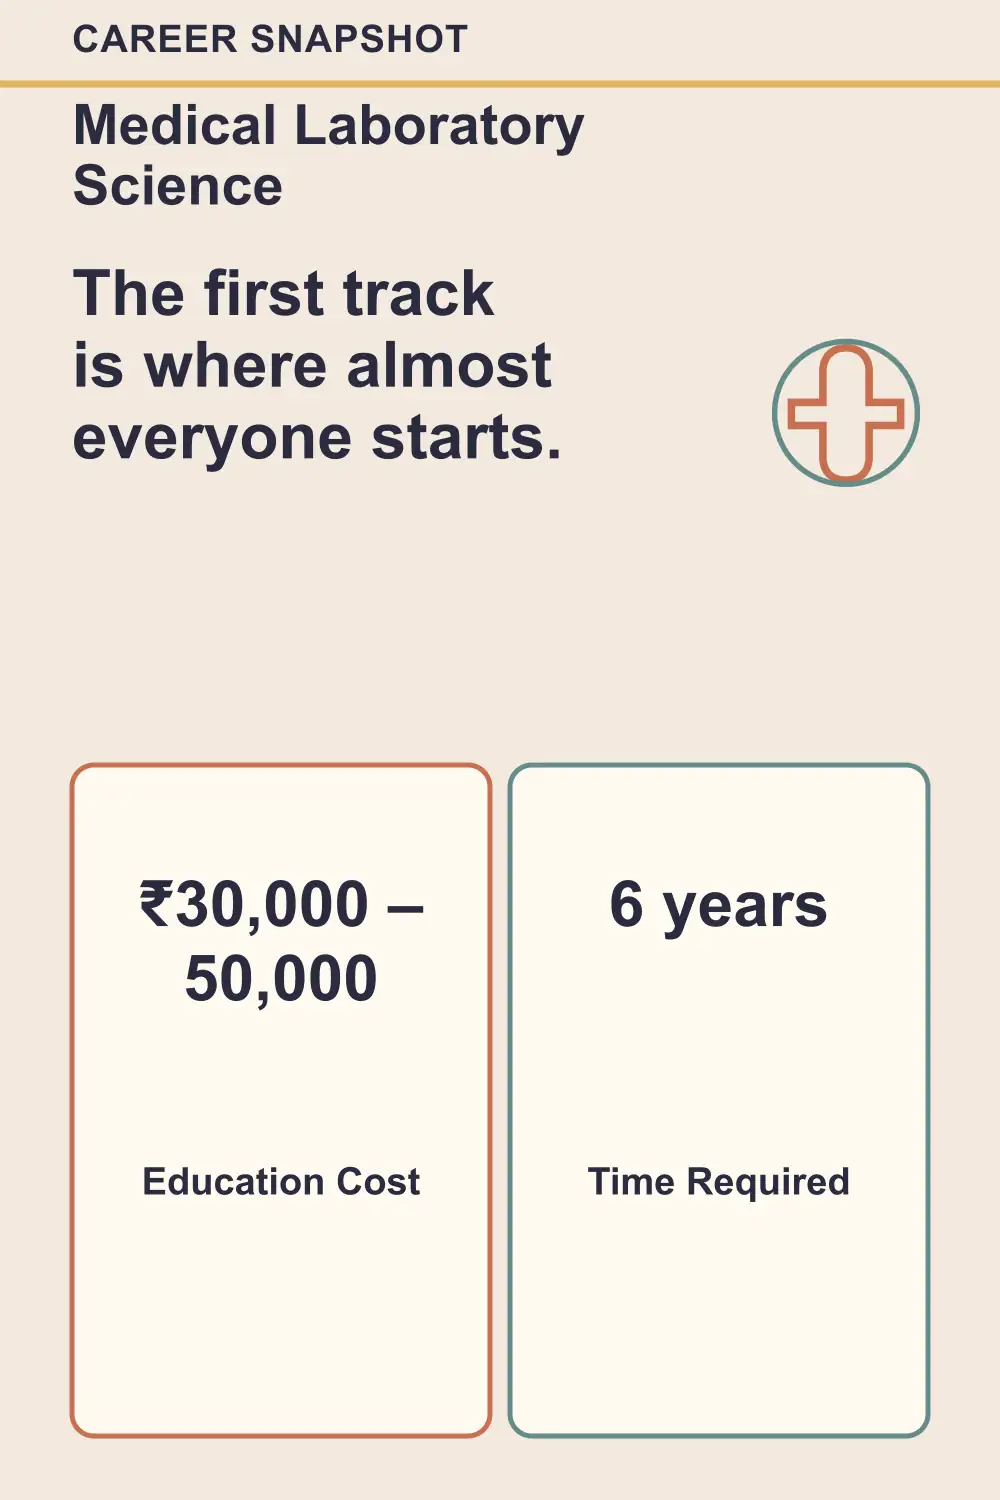 CAREER SNAPSHOT
Medical Laboratory
Science
The first track
is where almost
everyone starts.
₹30,000 –
50,000
Education Cost
6 years
Time Required